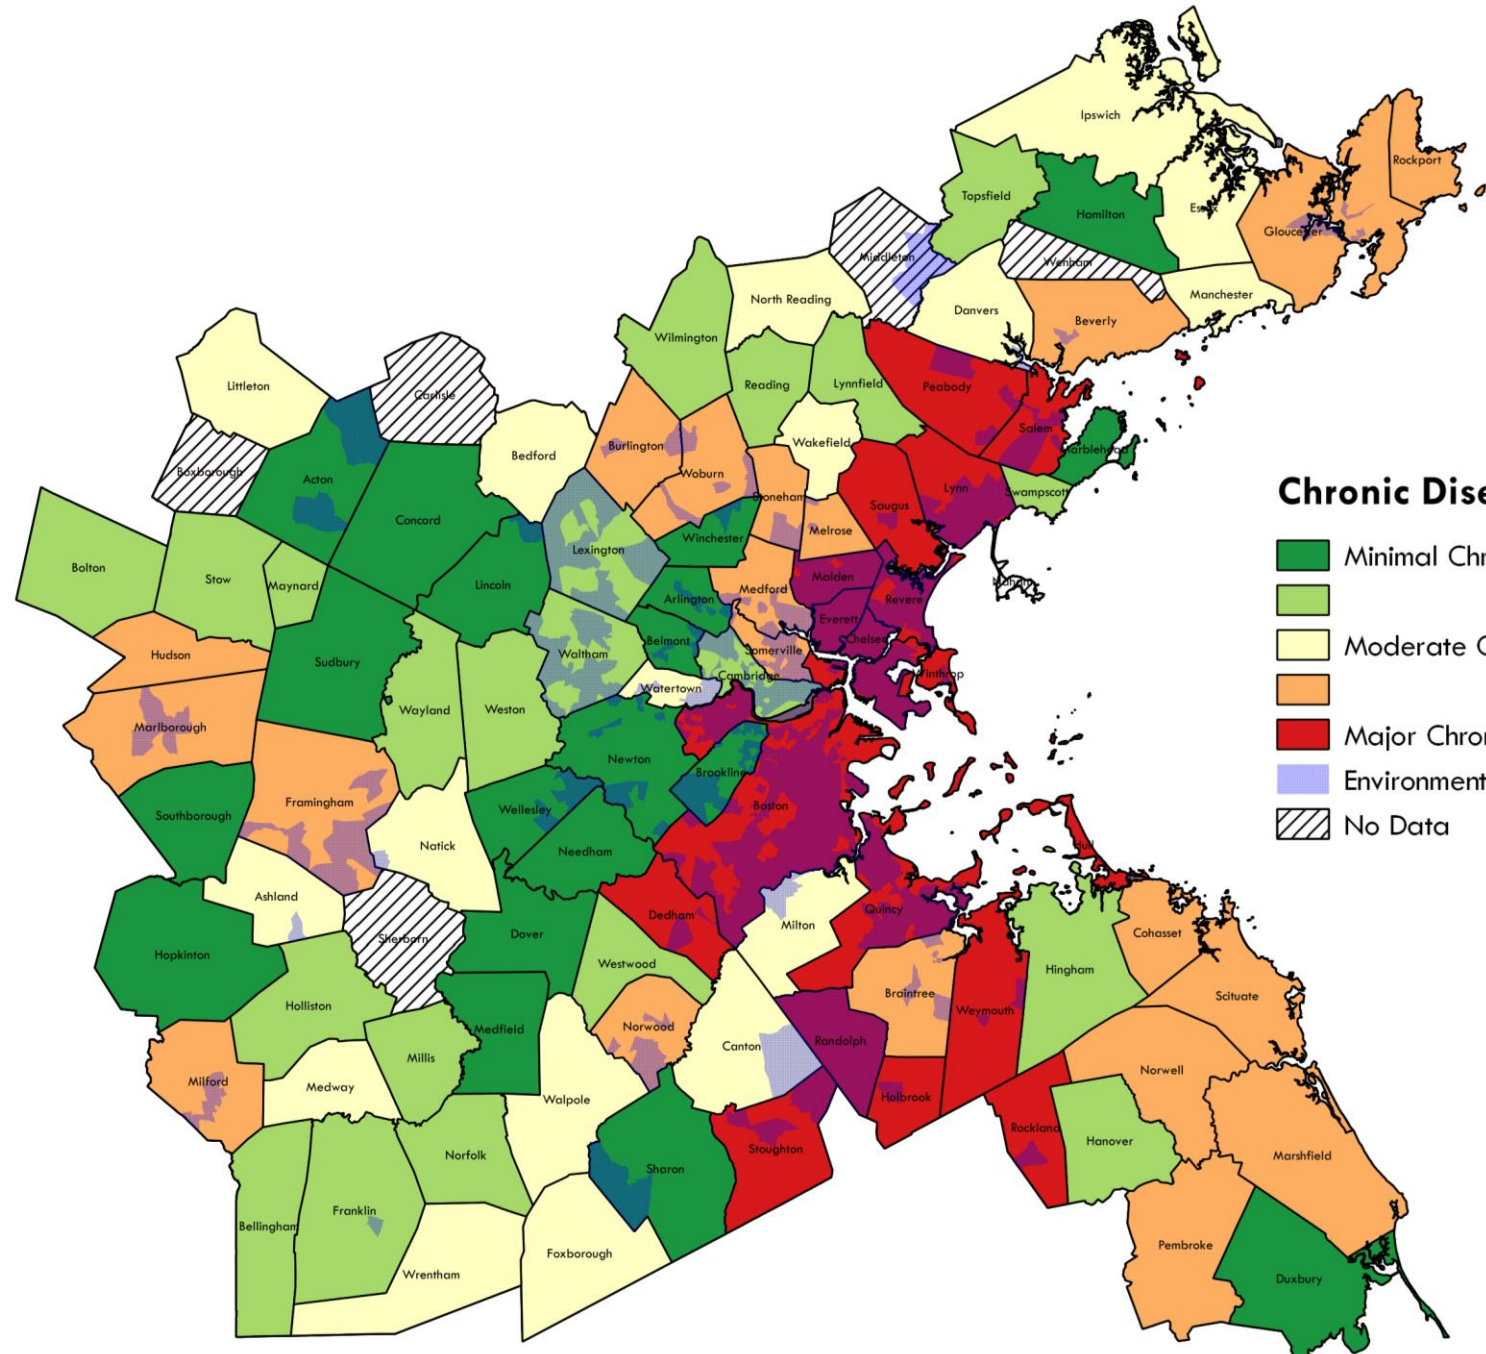 Ipswich
Rockport
Topsfield
Hamilton
Essex
Gloucester
Middleton
Wenham
Manchester
North Reading
Danvers
Beverly
Wilmington
Littleton
Reading
Lynnfield
Peabody
Carlisle
Salem
Wakefield
Burlington
Marblehead
Bedford
Boxborough
Woburn
Acton
Lynn
Swampscott
Chronic Dise
Stoneham
Saugus
Concord
Melrose
Winchester
Lexington
Minimal Chr
Bolton
Stow
Maynard
Lincoln
Malden
Nahant
Medford
Arlington
Revere
Everett
Belmont
Chelsea
Moderate C
Hudson
Sudbury
Waltham
Somerville
Cambridge
Winthrop
Watertown
Wayland
Weston
Marlborough
Major Chron
Newton
Brookline
Environment
Framingham
Boston
Southborough
Wellesley
No Data
Natick
Needham
Hull
Ashland
Dedham
Quincy
Milton
Dover
Sherborn
Cohasset
Hopkinton
Westwood
Hingham
Braintree
Scituate
Holliston
Weymouth
Norwood
Medfield
Randolph
Canton
Millis
Norwell
Milford
Medway
Walpole
Holbrook
Rockland
Hanover
Stoughton
Norfolk
Marshfield
Sharon
Franklin
Bellingham
Pembroke
Foxborough
Wrentham
Duxbury